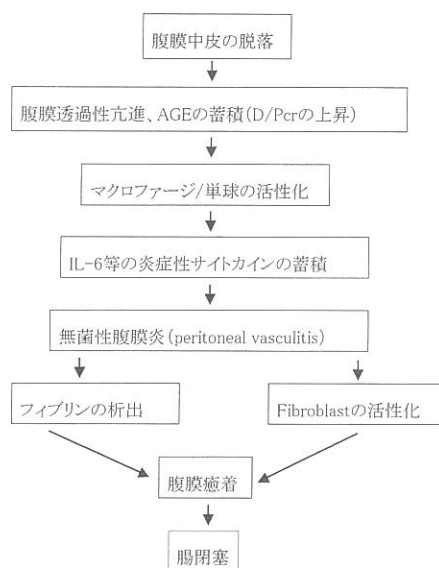 腹膜中皮の脱落
腹膜透過性亢進、AGEの蓄積(D/Pcrの上昇)
マクロファージ/単球の活性化
IL-6等の炎症性サイトカインの蓄積
無菌性腹膜炎(peritoneal vasculitis)
フィブリンの析出
Fibroblastの活性化
腹膜癒着
腸閉塞